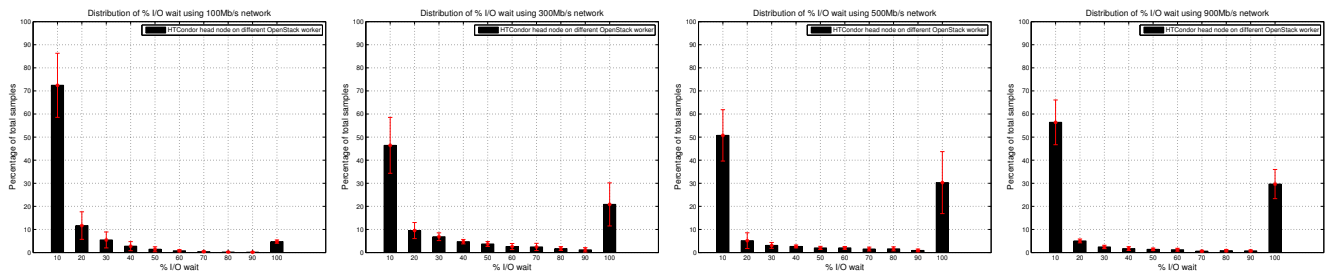 Distribution of % I/O wait using 100Mb/s network
HTCondor head node on different OpenStack worker
Percentage of total samples
100
90
80
70
60
50
40
30
20
10
0
10 20 30 40 50 60 70 80 90 100
% I/O wait
Distribution of % I/O wait using 300Mb/s network
HTCondor head node on different OpenStack worker
Percentage of total samples
100
90
80
70
60
50
40
30
20
10
0
10 20 30 40 50 60 70 80 90 100
% I/O wait
Distribution of % I/O wait using 500Mb/s network
HTCondor head node on different OpenStack worker
Percentage of total samples
100
90
80
70
60
50
40
30
20
10
0
10 20 30 40 50 60 70 80 90 100
% I/O wait
Distribution of % I/O wait using 900Mb/s network
HTCondor head node on different OpenStack worker
Percentage of total samples
100
90
80
70
60
50
40
30
20
10
0
10 20 30 40 50 60 70 80 90 100
% I/O wait